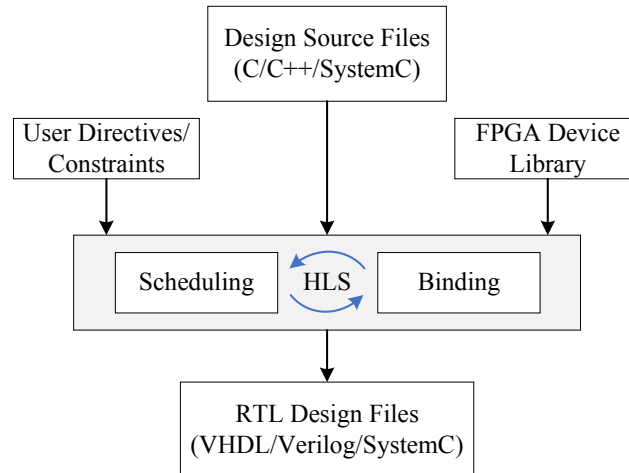 Design Source Files
(C/C++/SystemC)
User Directives/
Constraints
FPGA Device
Library
Scheduling
HLS
Binding
RTL Design Files
(VHDL/Verilog/SystemC)